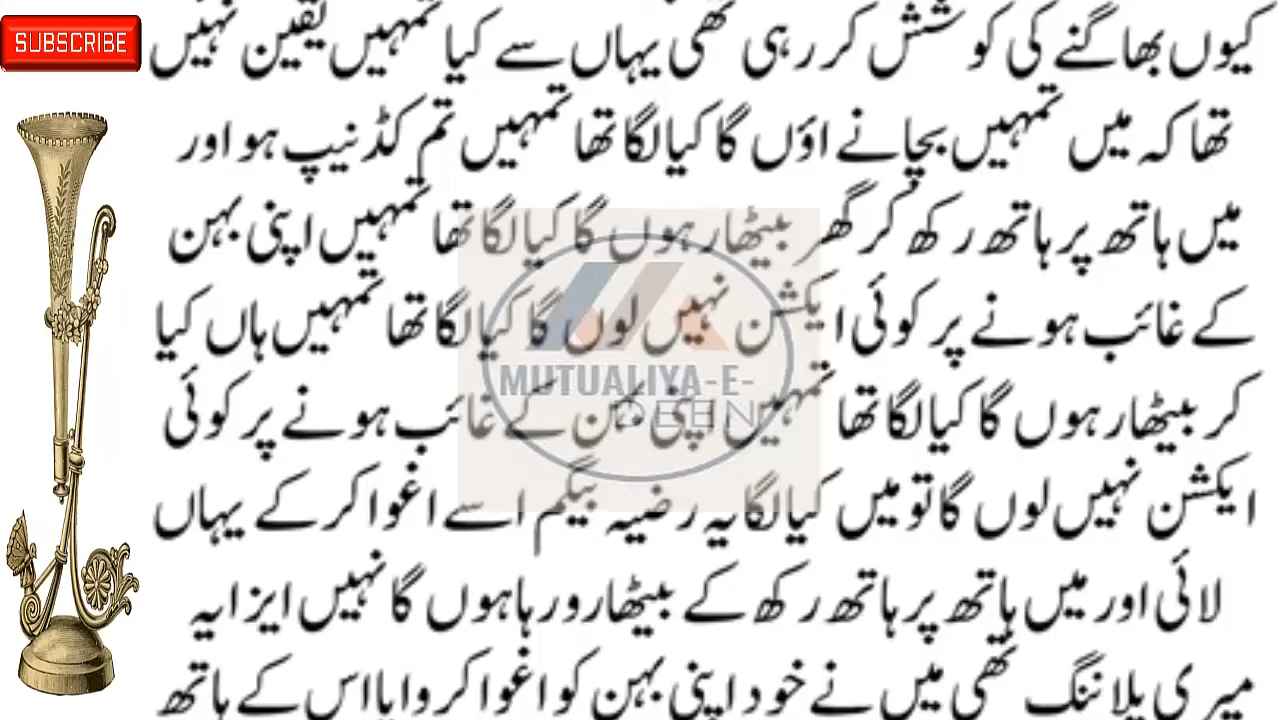 SUBSCRIBE
کیوں بھاگنے کی کوشش کر رہی تھی یہاں سے کیا تمہیں یقین نہیں
تھا کہ میں تمہیں بچانے اؤں گا کیا لگا تھا تمہیں تم کڈنیپ ہو اور
میں ہاتھ پر ہاتھ رکھ کر گھر بیٹھا رہوں گا کیا لگا تھا تمہیں اپنی بہن
کے غائب ہونے پر کوئی ایکشن نہیں لوں گا کیا لگا تھا تمہیں ہاں کیا
کر بیٹھا رہوں گا کیا لگا تھا تمہیں اپنی بہن کے غائب ہونے پر کوئی
ایکشن نہیں لوں گا تو میں کیا لگا یہ رضیہ بیگم اسے اغوا کر کے یہاں
لائی اور میں ہاتھ پر ہاتھ رکھ کے بیٹھا رو رہا ہوں گا نہیں ایزا یہ
میری پلاننگ تھی میں نے خود اپنی بہن کو اغوا کروایا اس کے ہاتھ
MUTUALIYA-E-
DEEN